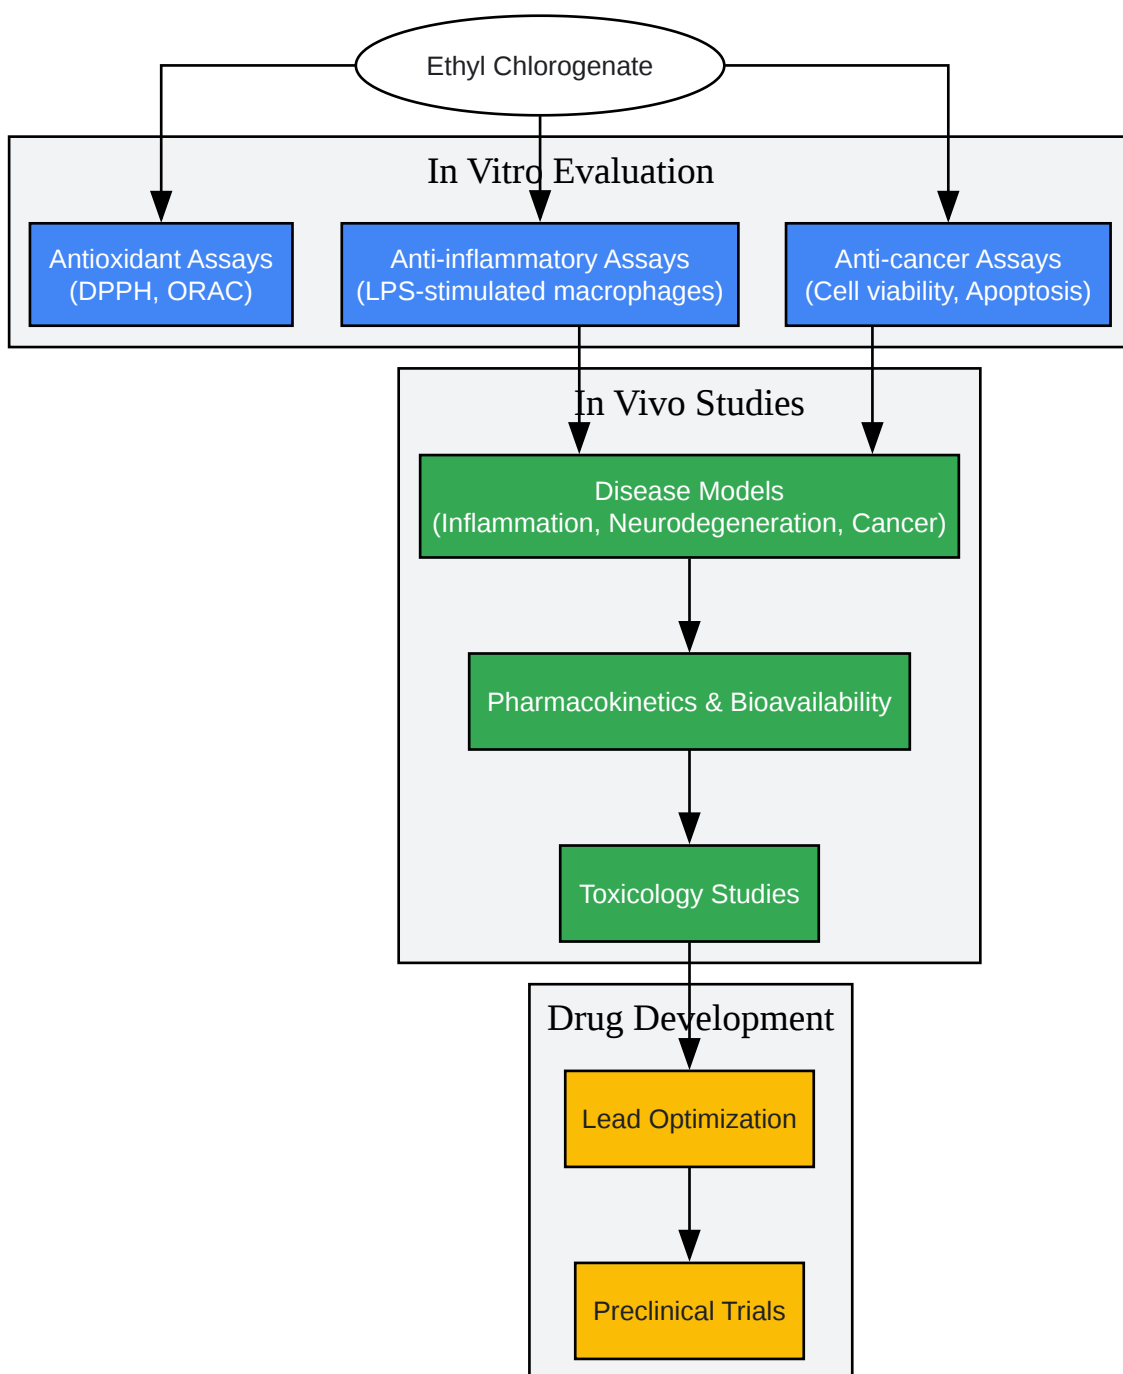 Ethyl Chlorogenate
In Vitro Evaluation
Antioxidant Assays
(DPPH, ORAC)
Anti-inflammatory Assays
(LPS-stimulated macrophages)
Anti-cancer Assays
(Cell viability, Apoptosis)
In Vivo Studies
Disease Models
(Inflammation, Neurodegeneration, Cancer)
Pharmacokinetics & Bioavailability
Toxicology Studies
Drug Development
Lead Optimization
Preclinical Trials